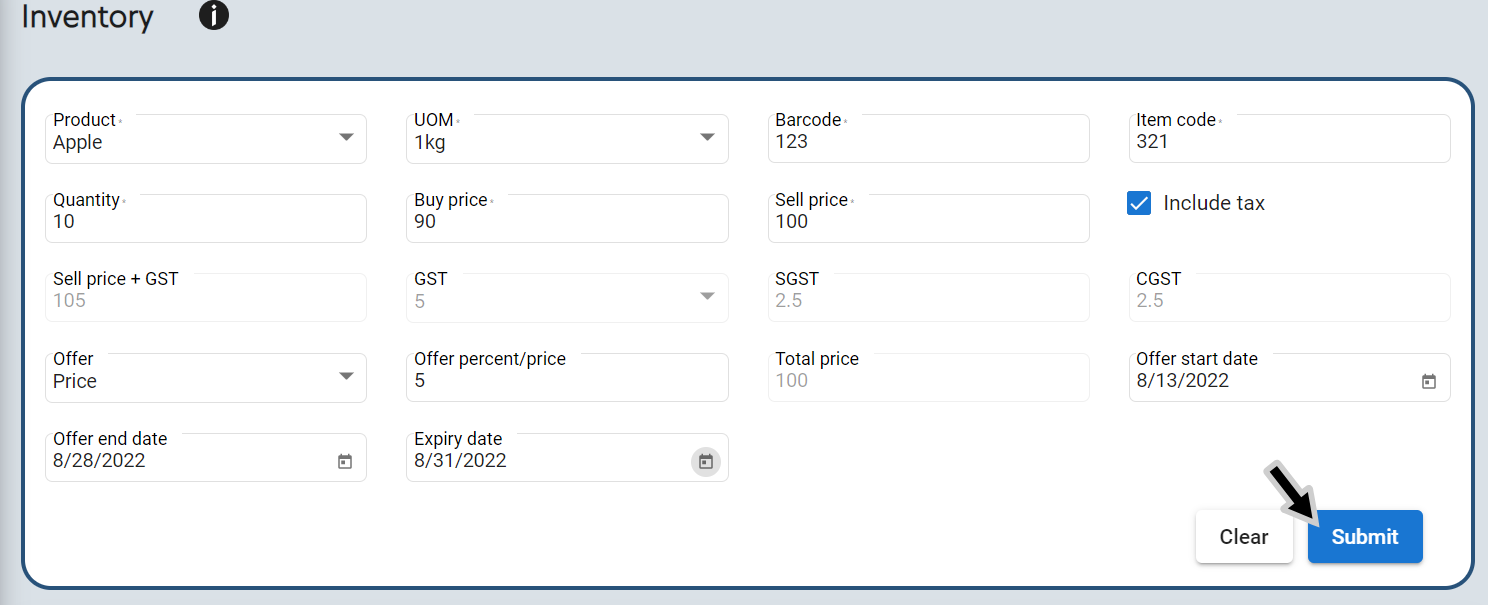 Inventory
Product*
Apple
UOM*
1kg
Barcode*
123
Item code*
321
Quantity*
10
Buy price*
90
Sell price*
100
Include tax
Sell price + GST
105
GST
5
SGST
2.5
CGST
2.5
Offer
Price
Offer percent/price
5
Total price
100
Offer start date
8/13/2022
Offer end date
8/28/2022
Expiry date
8/31/2022
Clear
Submit